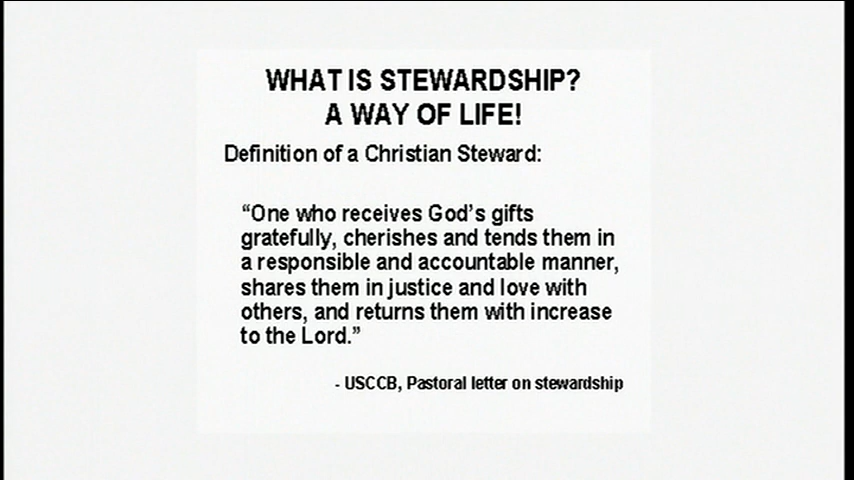 WHAT IS STEWARDSHIP?
A WAY OF LIFE!
Definition of a Christian Steward:
“One who receives God’s gifts
gratefully, cherishes and tends them in
a responsible and accountable manner,
shares them in justice and love with
others, and returns them with increase
to the Lord.”
- USCCB, Pastoral letter on stewardship